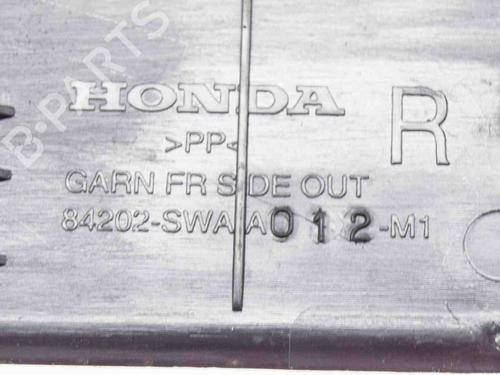 B-PARTS
HONDA
R
>PP<
GARN FR SIDE OUT
84202-SWA-A012-M1